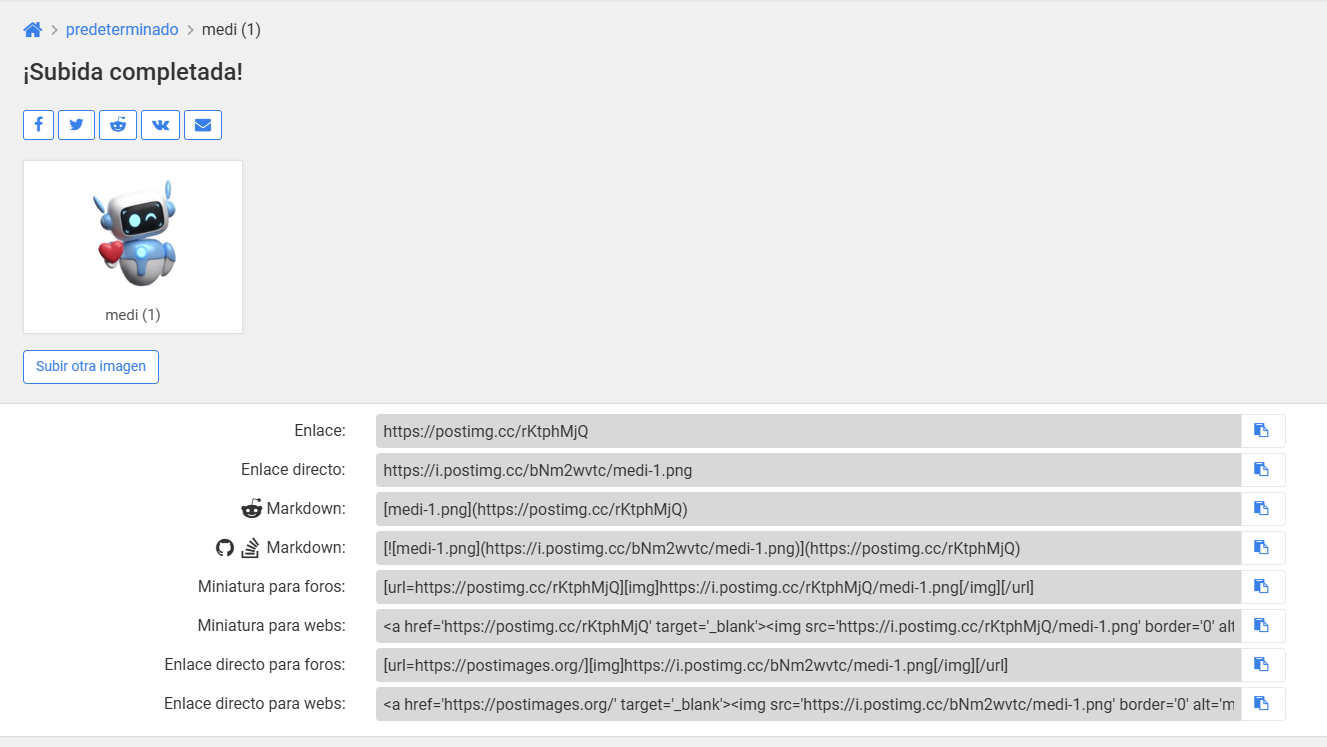 predeterminado medi (1)
¡Subida completada!
medi (1)
Subir otra imagen
Enlace: https://postimg.cc/rKtphMjQ
Enlace directo: https://i.postimg.cc/bNm2wvtc/medi-1.png
Markdown: [medi-1.png](https://postimg.cc/rKtphMjQ)
Markdown: [![medi-1.png](https://i.postimg.cc/bNm2wvtc/medi-1.png)](https://postimg.cc/rKtphMjQ)
Miniatura para foros: [url=https://postimg.cc/rKtphMjQ][img]https://i.postimg.cc/rKtphMjQ/medi-1.png[/img][/url]
Miniatura para webs: <a href='https://postimg.cc/rKtphMjQ' target='_blank'><img src='https://i.postimg.cc/rKtphMjQ/medi-1.png' border='0' alt
Enlace directo para foros: [url=https://postimages.org/][img]https://i.postimg.cc/bNm2wvtc/medi-1.png[/img][/url]
Enlace directo para webs: <a href='https://postimages.org/' target='_blank'><img src='https://i.postimg.cc/bNm2wvtc/medi-1.png' border='0' alt='m